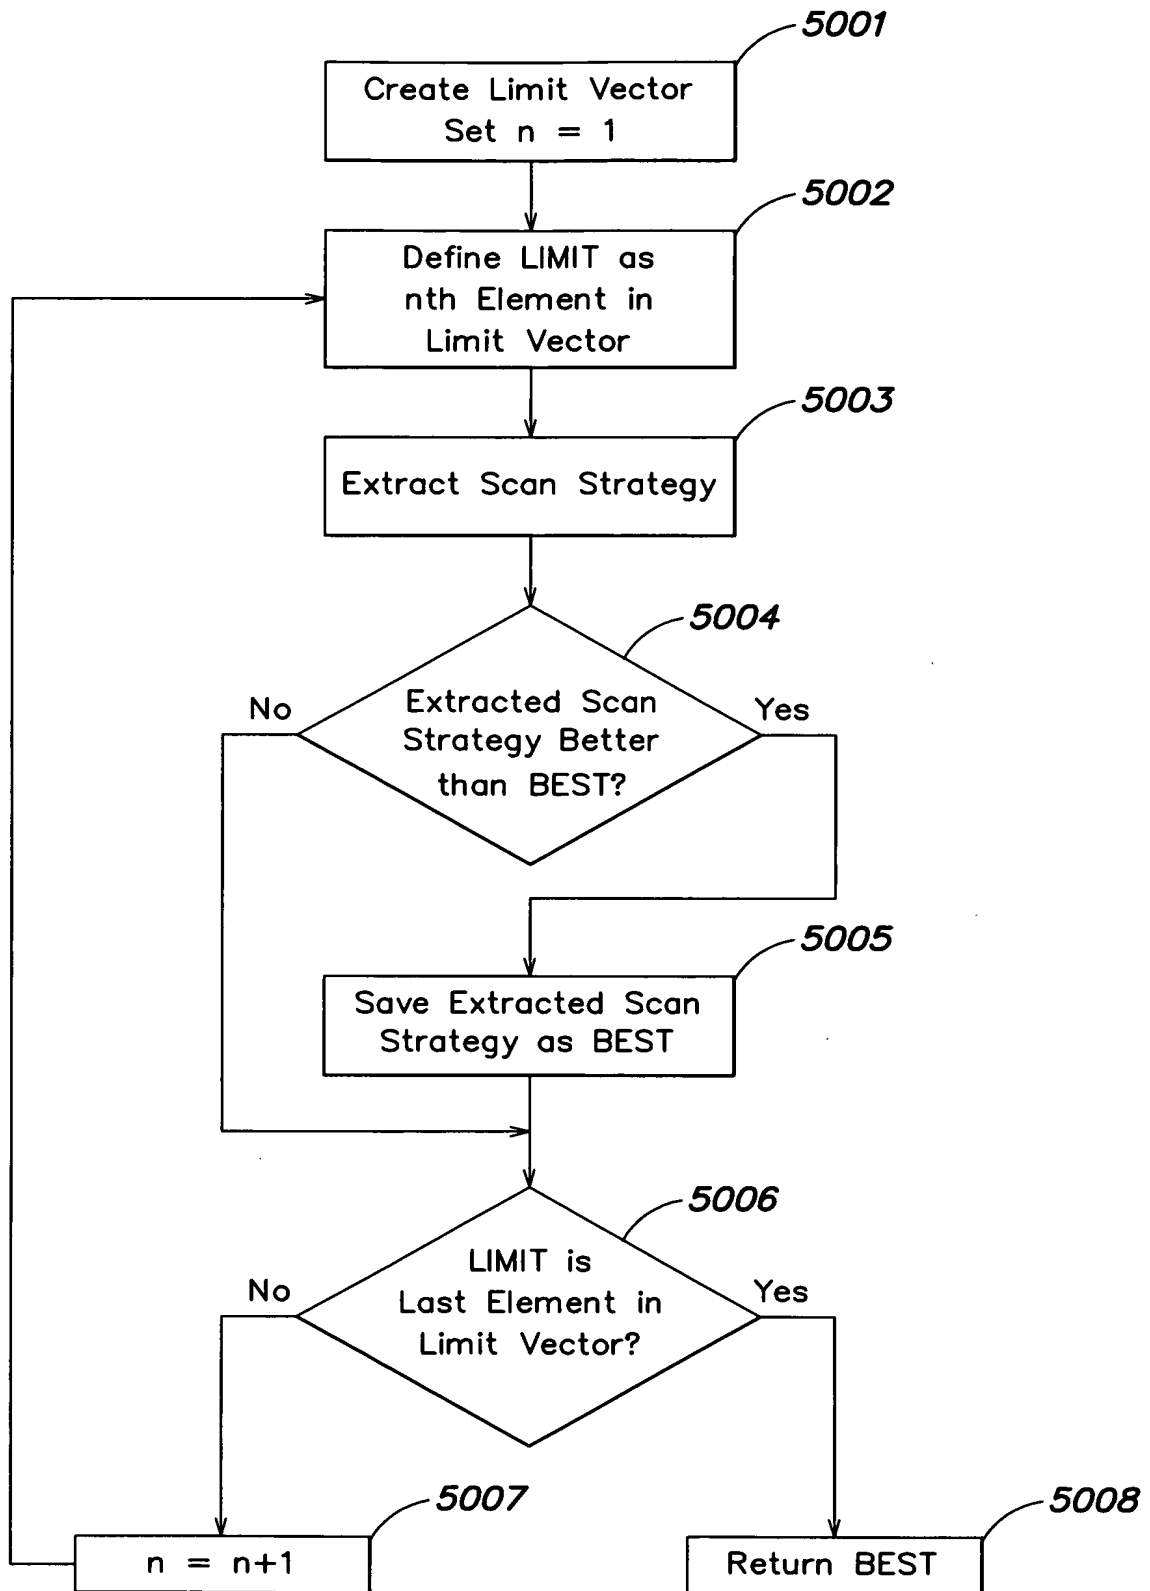 5001
Create Limit Vector
Set n = 1
5002
Define LIMIT as
nth Element in
Limit Vector
5003
Extract Scan Strategy
5004
No
Yes
Extracted Scan
Strategy Better
than BEST?
5005
Save Extracted Scan
Strategy as BEST
5006
No
Yes
LIMIT is
Last Element in
Limit Vector?
5007
n = n+1
5008
Return BEST